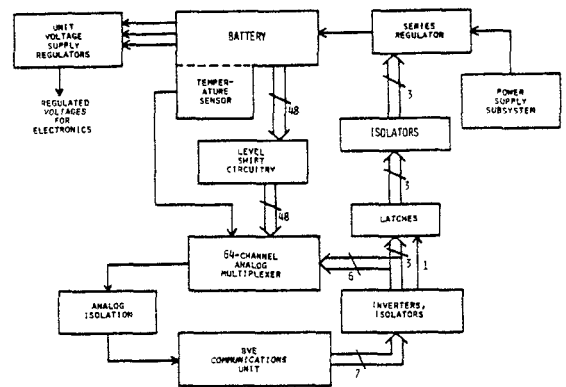 UNIT
VOLTAGE
SUPPLY
REGULATORS
BATTERY
SERIES
REGULATOR
REGULATED
VOLTAGES
FOR
ELECTRONICS
TEMPER-
ATURE
SENSOR
48
3
POWER
SUPPLY
SUBSYSTEM
ISOLATORS
LEVEL
SHIFT
CIRCUITRY
3
48
LATCHES
64-CHANNEL
ANALOG
MULTIPLEXER
6
3
1
ANALOG
ISOLATION
INVERTERS,
ISOLATORS
BVE
COMMUNICATIONS
UNIT
7